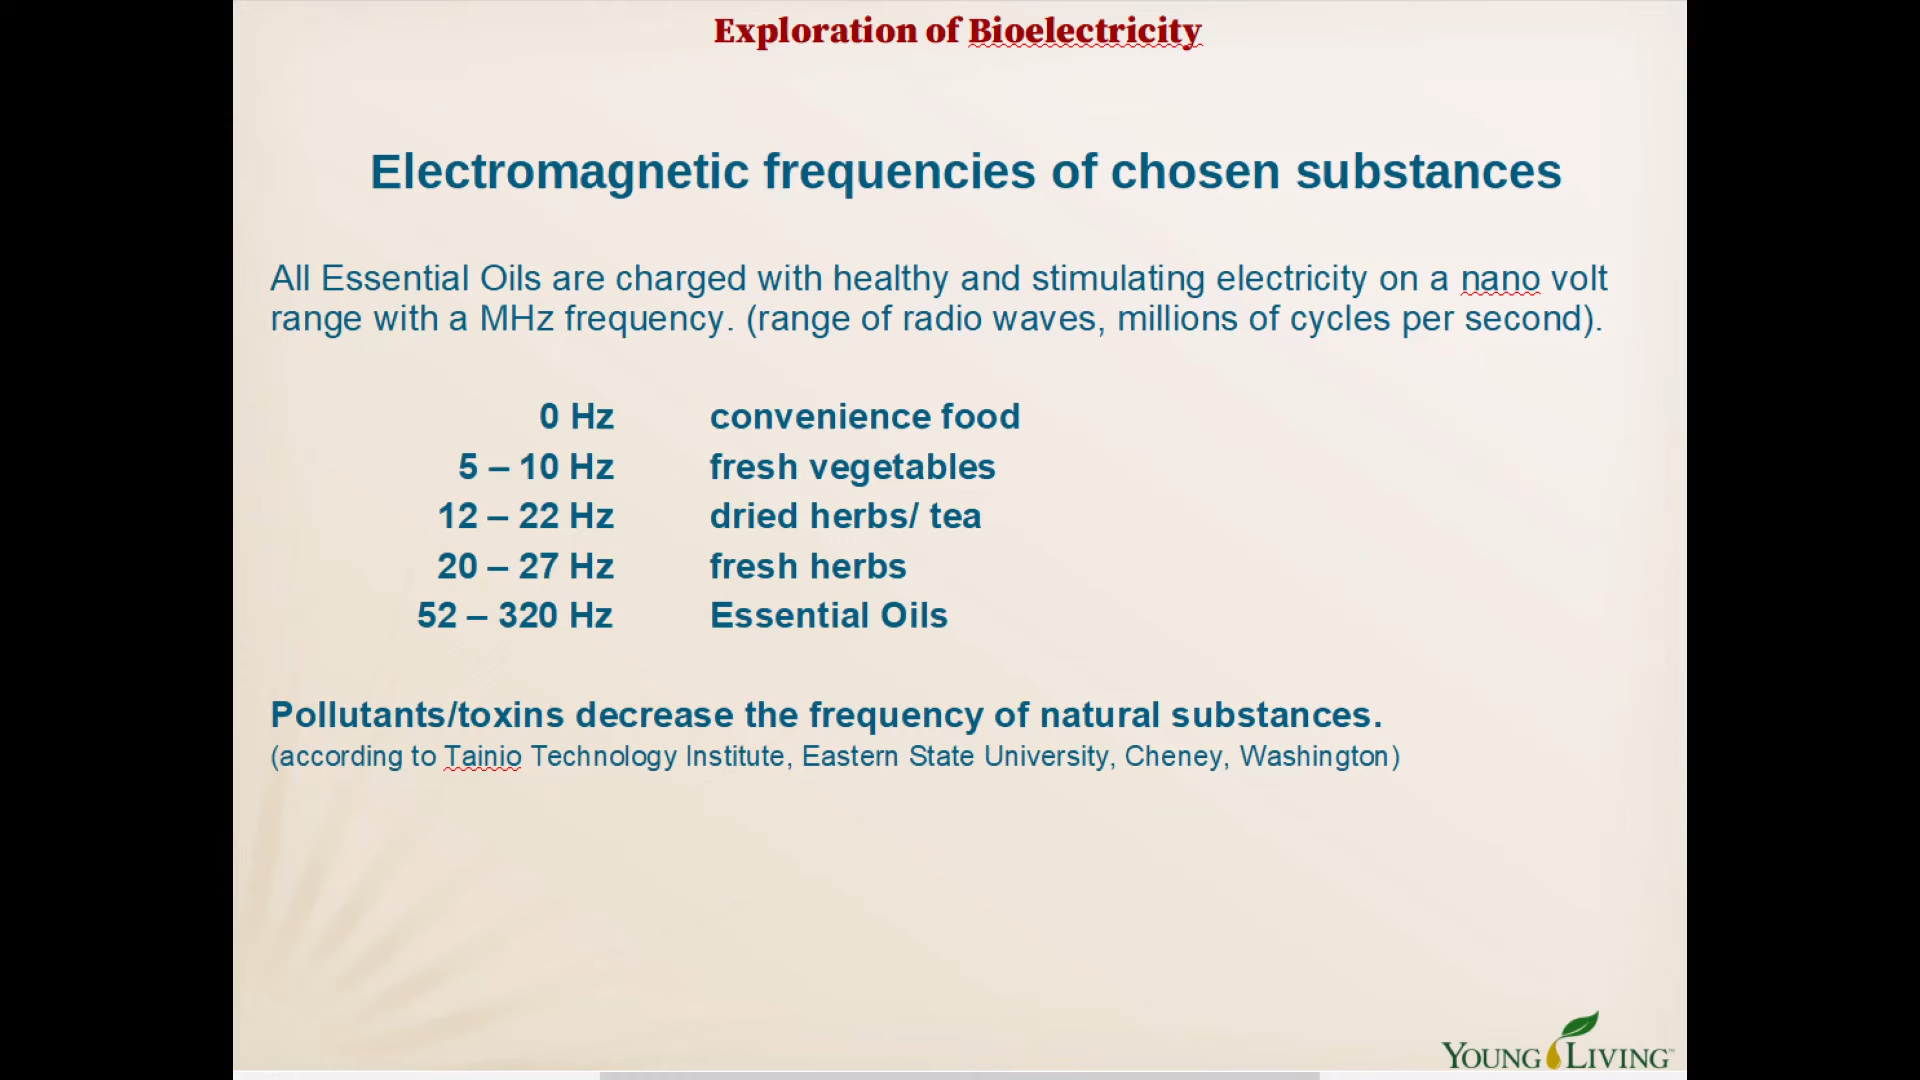 Exploration of Bioelectricity
Electromagnetic frequencies of chosen substances
All Essential Oils are charged with healthy and stimulating electricity on a nano volt
range with a MHz frequency. (range of radio waves, millions of cycles per second).
0 Hz convenience food
5 – 10 Hz fresh vegetables
12 – 22 Hz dried herbs/ tea
20 – 27 Hz fresh herbs
52 – 320 Hz Essential Oils
Pollutants/toxins decrease the frequency of natural substances.
(according to Tainio Technology Institute, Eastern State University, Cheney, Washington)
YOUNG LIVING